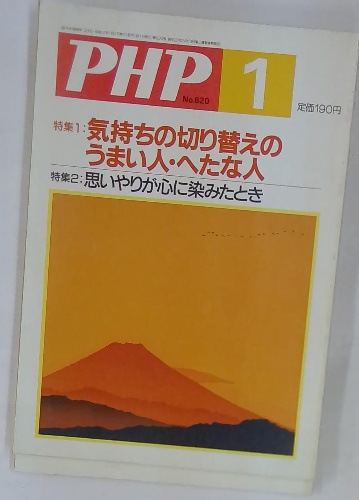 PHP
1
No.620
定価190円
特集1:気持ちの切り替えの
うまい人・へたな人
特集2:思いやりが心に染みたとき